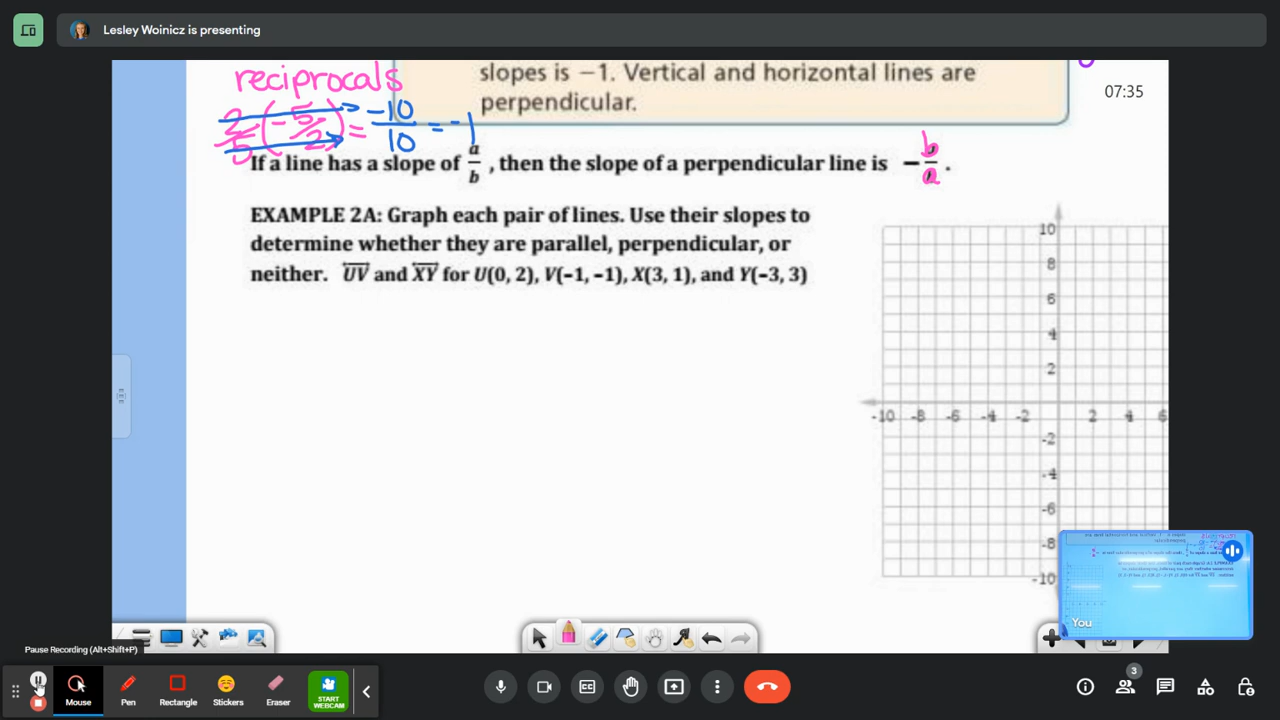 Lesley Woinicz is presenting
reciprocals
slopes is −1. Vertical and horizontal lines are
perpendicular.
07:35
2/5 (-5/2) = -10/10 = -1
If a line has a slope of a/b , then the slope of a perpendicular line is − b/a .
EXAMPLE 2A: Graph each pair of lines. Use their slopes to
determine whether they are parallel, perpendicular, or
neither. UV and XY for U(0, 2), V(−1, −1), X(3, 1), and Y(−3, 3)
10
8
6
4
2
-10 -8 -6 -4 -2 2 4 6
-2
-4
-6
-8
-10
You
Pause Recording (Alt+Shift+P)
Mouse Pen Rectangle Stickers Eraser START WEBCAM
CC
3